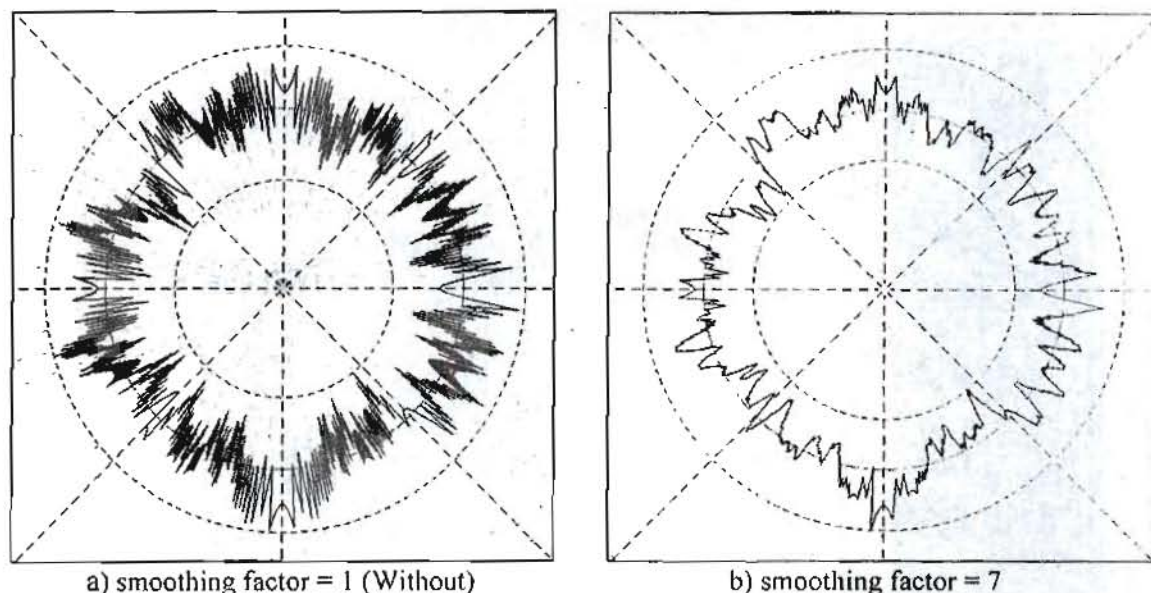 a) smoothing factor = 1 (Without)
b) smoothing factor = 7